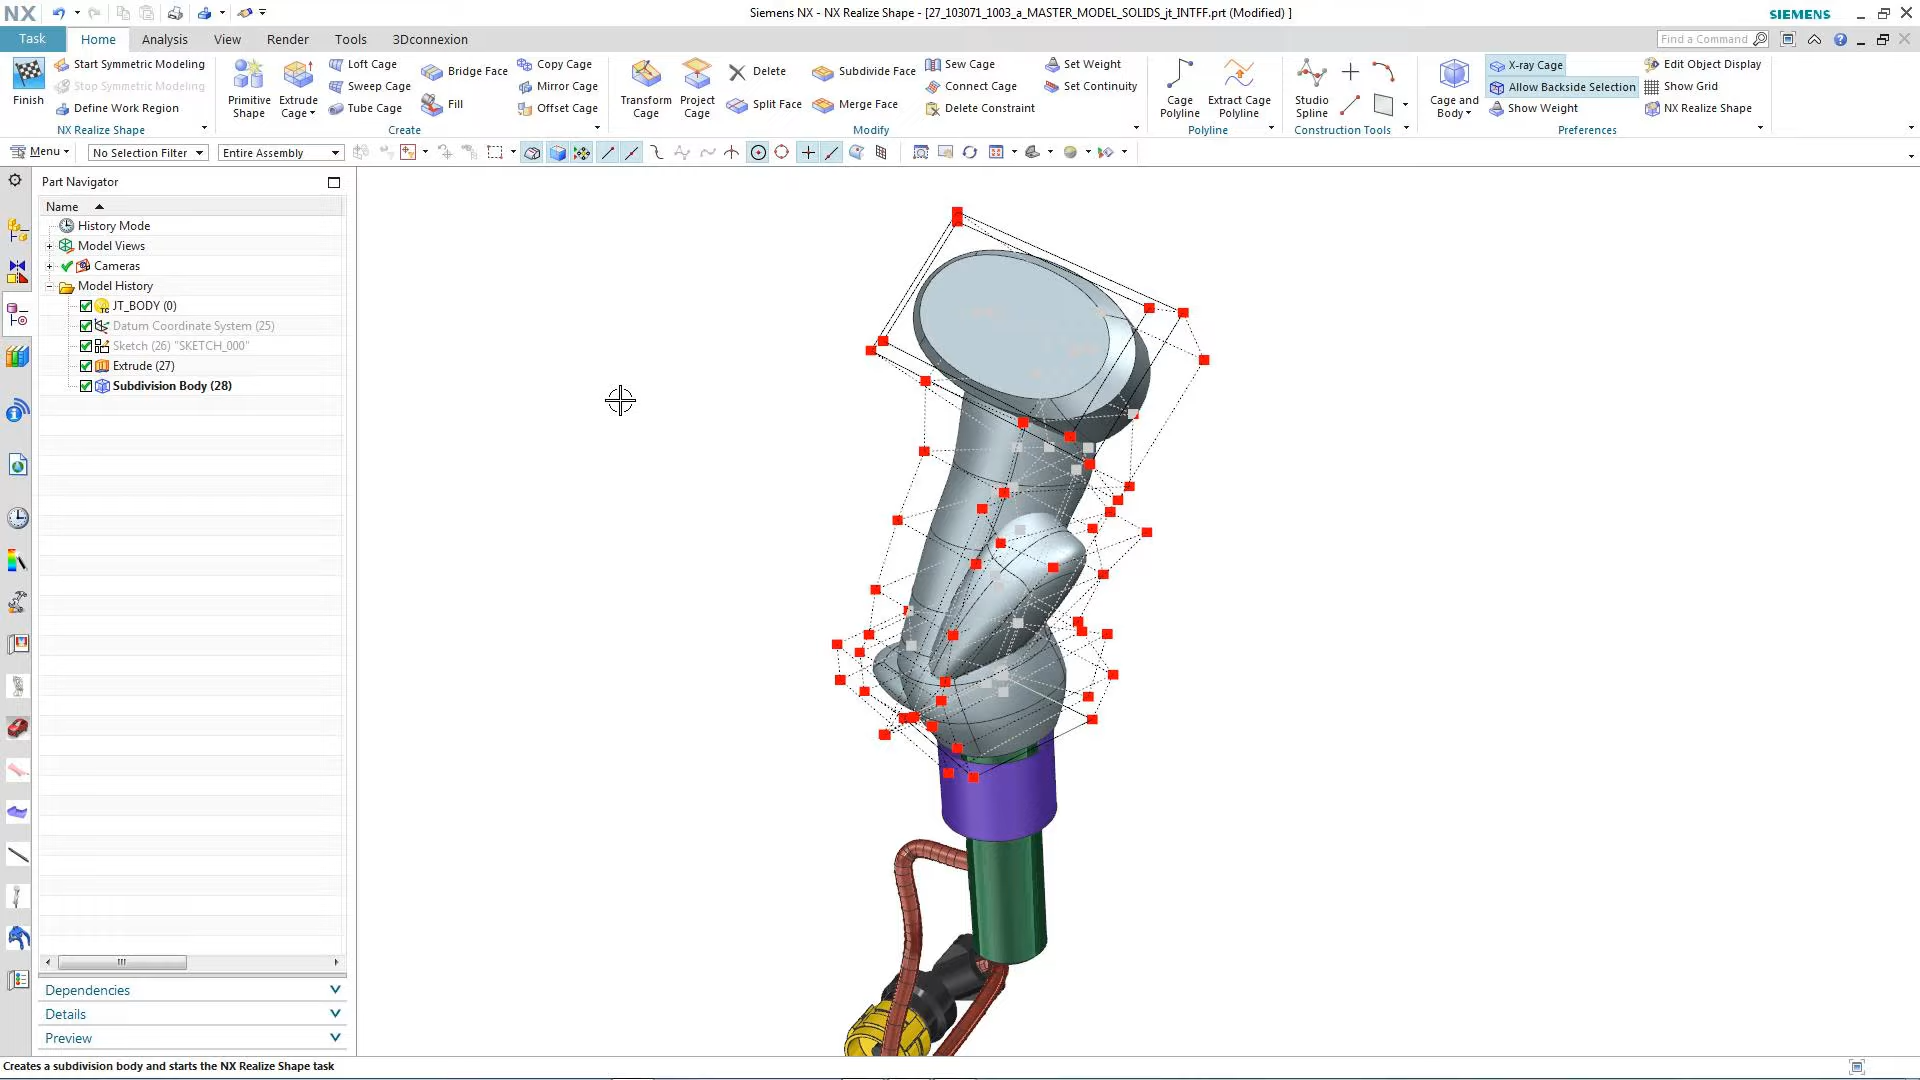 NX
Siemens NX - NX Realize Shape - [27_103071_1003_a_MASTER_MODEL_SOLIDS_jt_INTFF.prt (Modified) ]
SIEMENS
Task
Home
Analysis
View
Render
Tools
3Dconnexion
Find a Command
Finish
Start Symmetric Modeling
Stop Symmetric Modeling
Define Work Region
NX Realize Shape
Primitive
Shape
Extrude
Cage
Loft Cage
Sweep Cage
Tube Cage
Bridge Face
Fill
Copy Cage
Mirror Cage
Offset Cage
Create
Transform
Cage
Project
Cage
Delete
Split Face
Subdivide Face
Merge Face
Sew Cage
Connect Cage
Delete Constraint
Set Weight
Set Continuity
Modify
Cage
Polyline
Extract Cage
Polyline
Polyline
Studio
Spline
Construction Tools
Cage and
Body
X-ray Cage
Allow Backside Selection
Show Weight
Edit Object Display
Show Grid
NX Realize Shape
Preferences
Menu
No Selection Filter
Entire Assembly
Part Navigator
Name
History Mode
Model Views
Cameras
Model History
JT_BODY (0)
Datum Coordinate System (25)
Sketch (26) "SKETCH_000"
Extrude (27)
Subdivision Body (28)
Dependencies
Details
Preview
Creates a subdivision body and starts the NX Realize Shape task